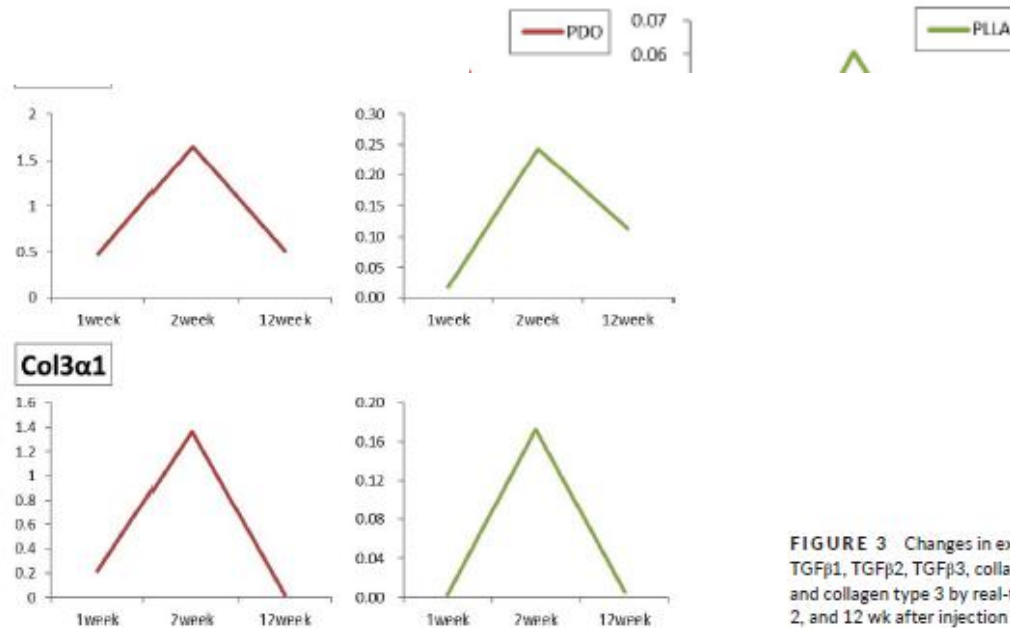 PDO
0.07
0.06
PLLA
2
1.5
1
0.5
0
1week 2week 12week
0.30
0.25
0.20
0.15
0.10
0.05
0.00
1week 2week 12week
Col3α1
1.6
1.4
1.2
1
0.8
0.6
0.4
0.2
0
1week 2week 12week
0.20
0.16
0.12
0.08
0.04
0.00
1week 2week 12week
FIGURE 3 Changes in ex
TGFβ1, TGFβ2, TGFβ3, colla
and collagen type 3 by real-t
2, and 12 wk after injection